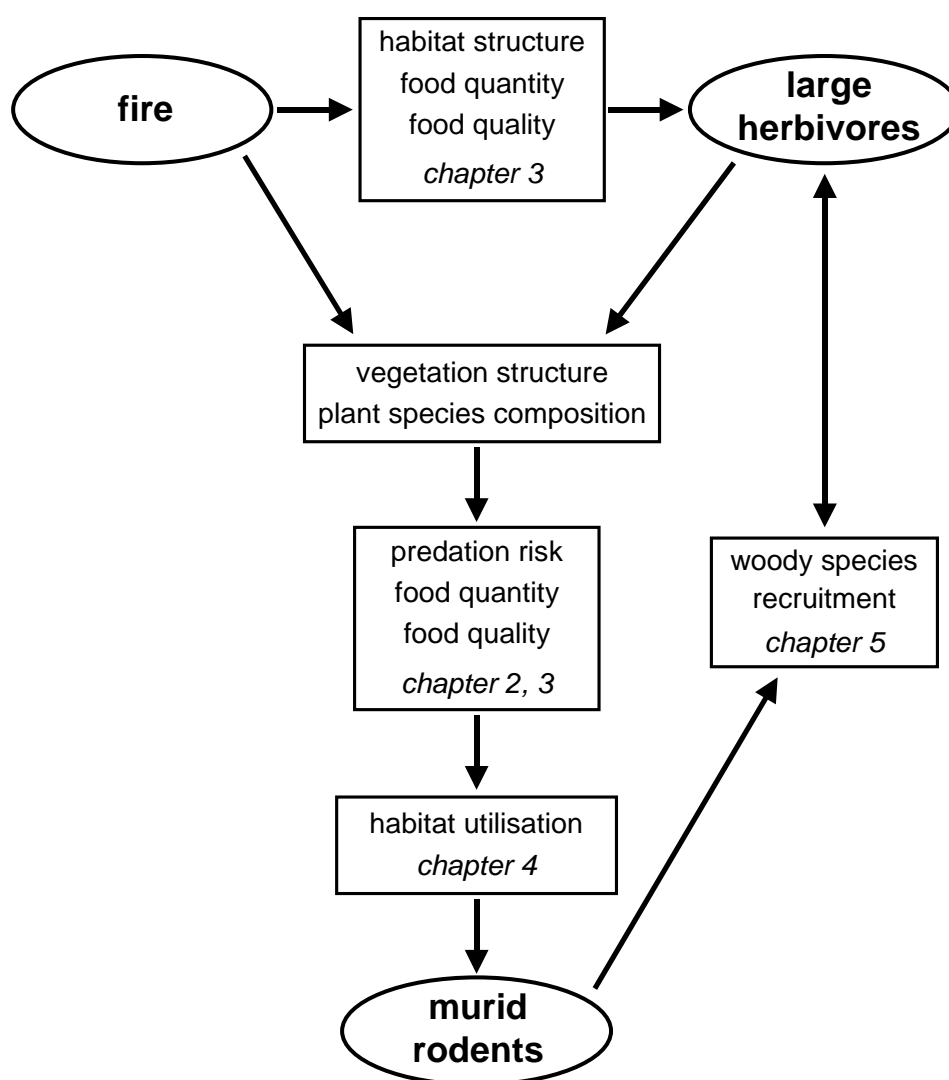 fire
habitat structure
food quantity
food quality
chapter 3
large
herbivores
vegetation structure
plant species composition
predation risk
food quantity
food quality
chapter 2, 3
woody species
recruitment
chapter 5
habitat utilisation
chapter 4
murid
rodents